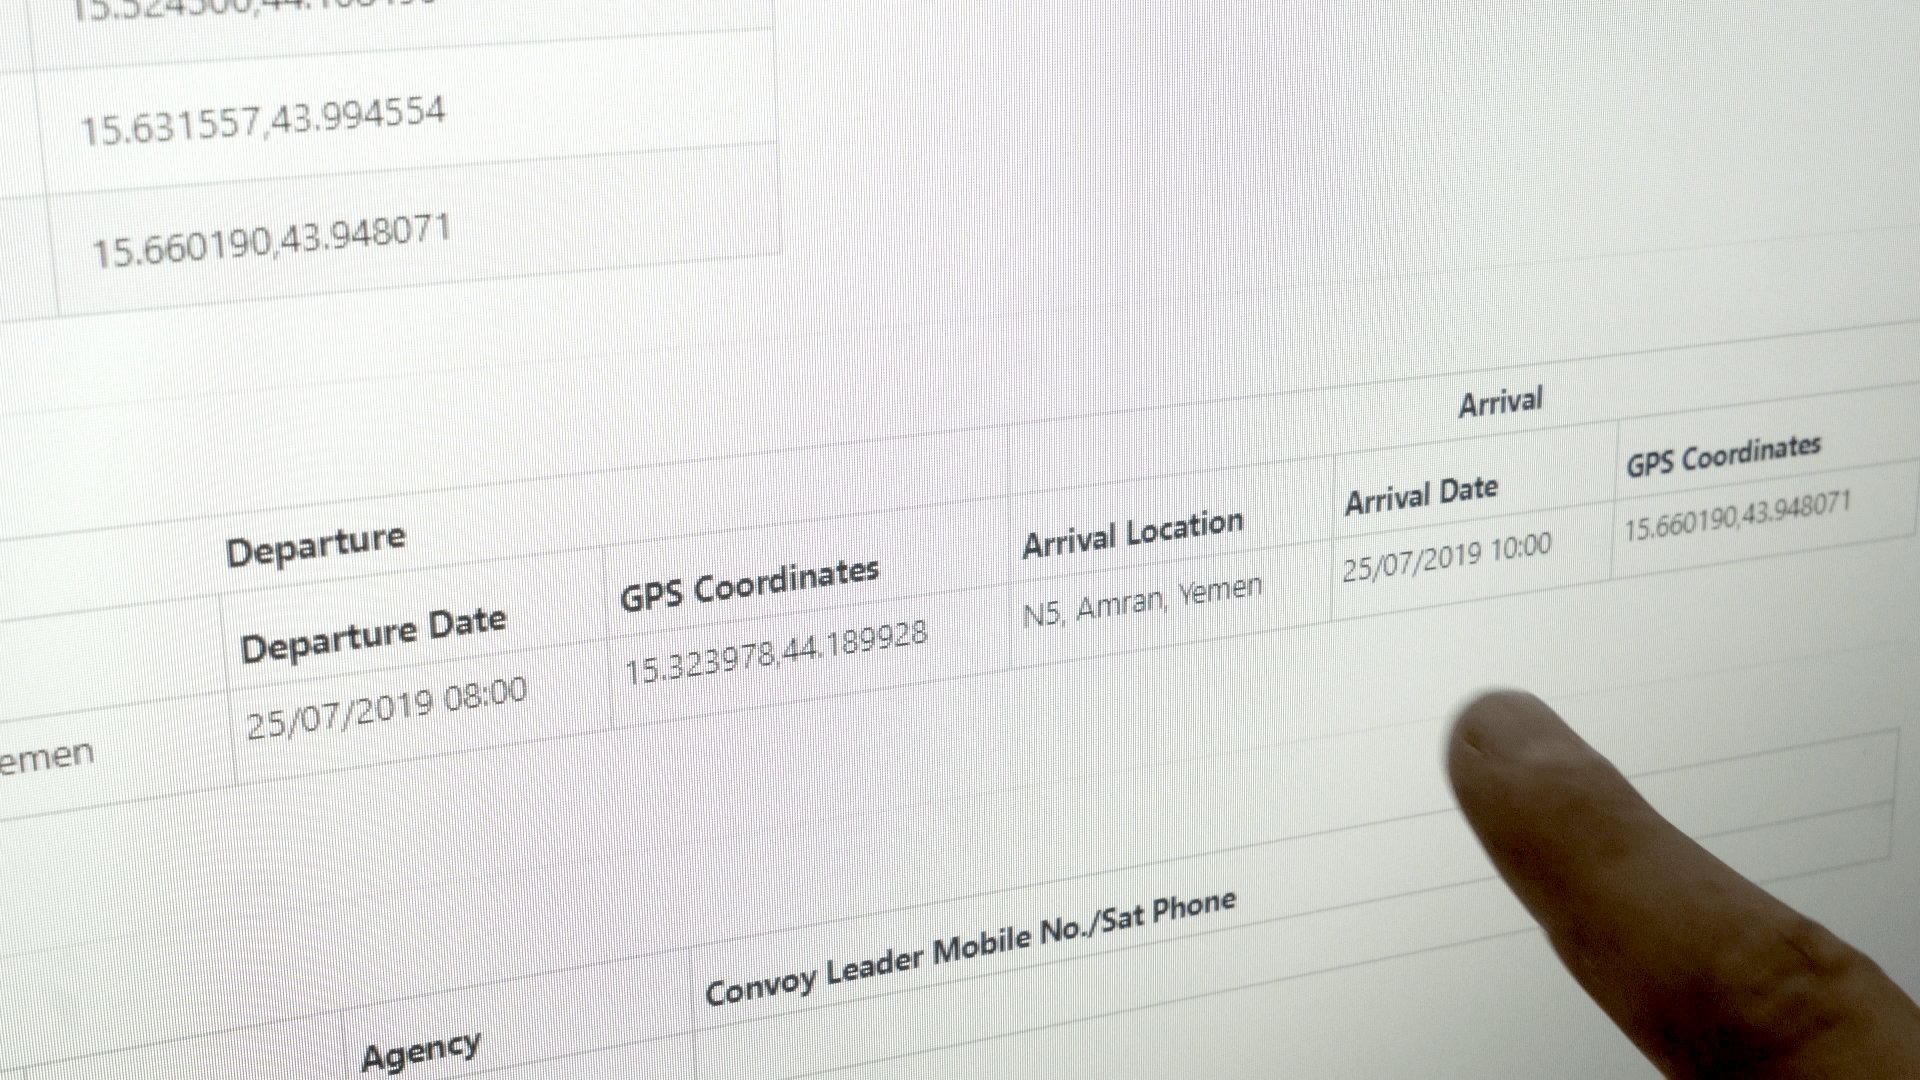 15.631557,43.994554
15.660190,43.948071
Departure
Arrival
Departure Date
GPS Coordinates
Arrival Location
Arrival Date
GPS Coordinates
emen
25/07/2019 08:00
15.323978,44.189928
N5, Amran, Yemen
25/07/2019 10:00
15.660190,43.948071
Agency
Convoy Leader Mobile No./Sat Phone